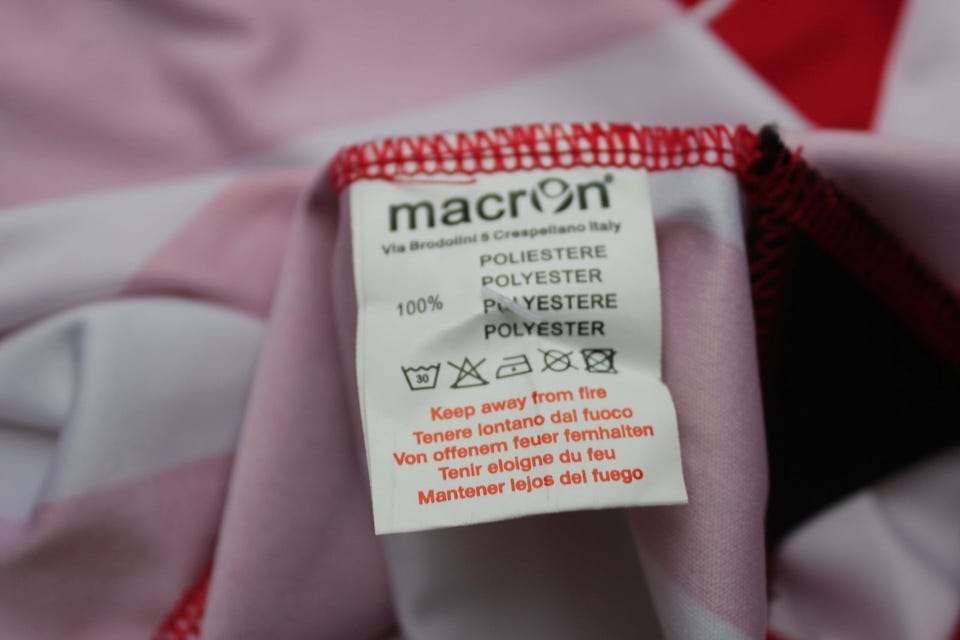 macron
Via Brodolini 5 Crespellano Italy
POLIESTERE
POLYESTER
100% POLYESTERE
POLYESTER
30
Keep away from fire
Tenere lontano dal fuoco
Von offenem feuer fernhalten
Tenir eloigne du feu
Mantener lejos del fuego